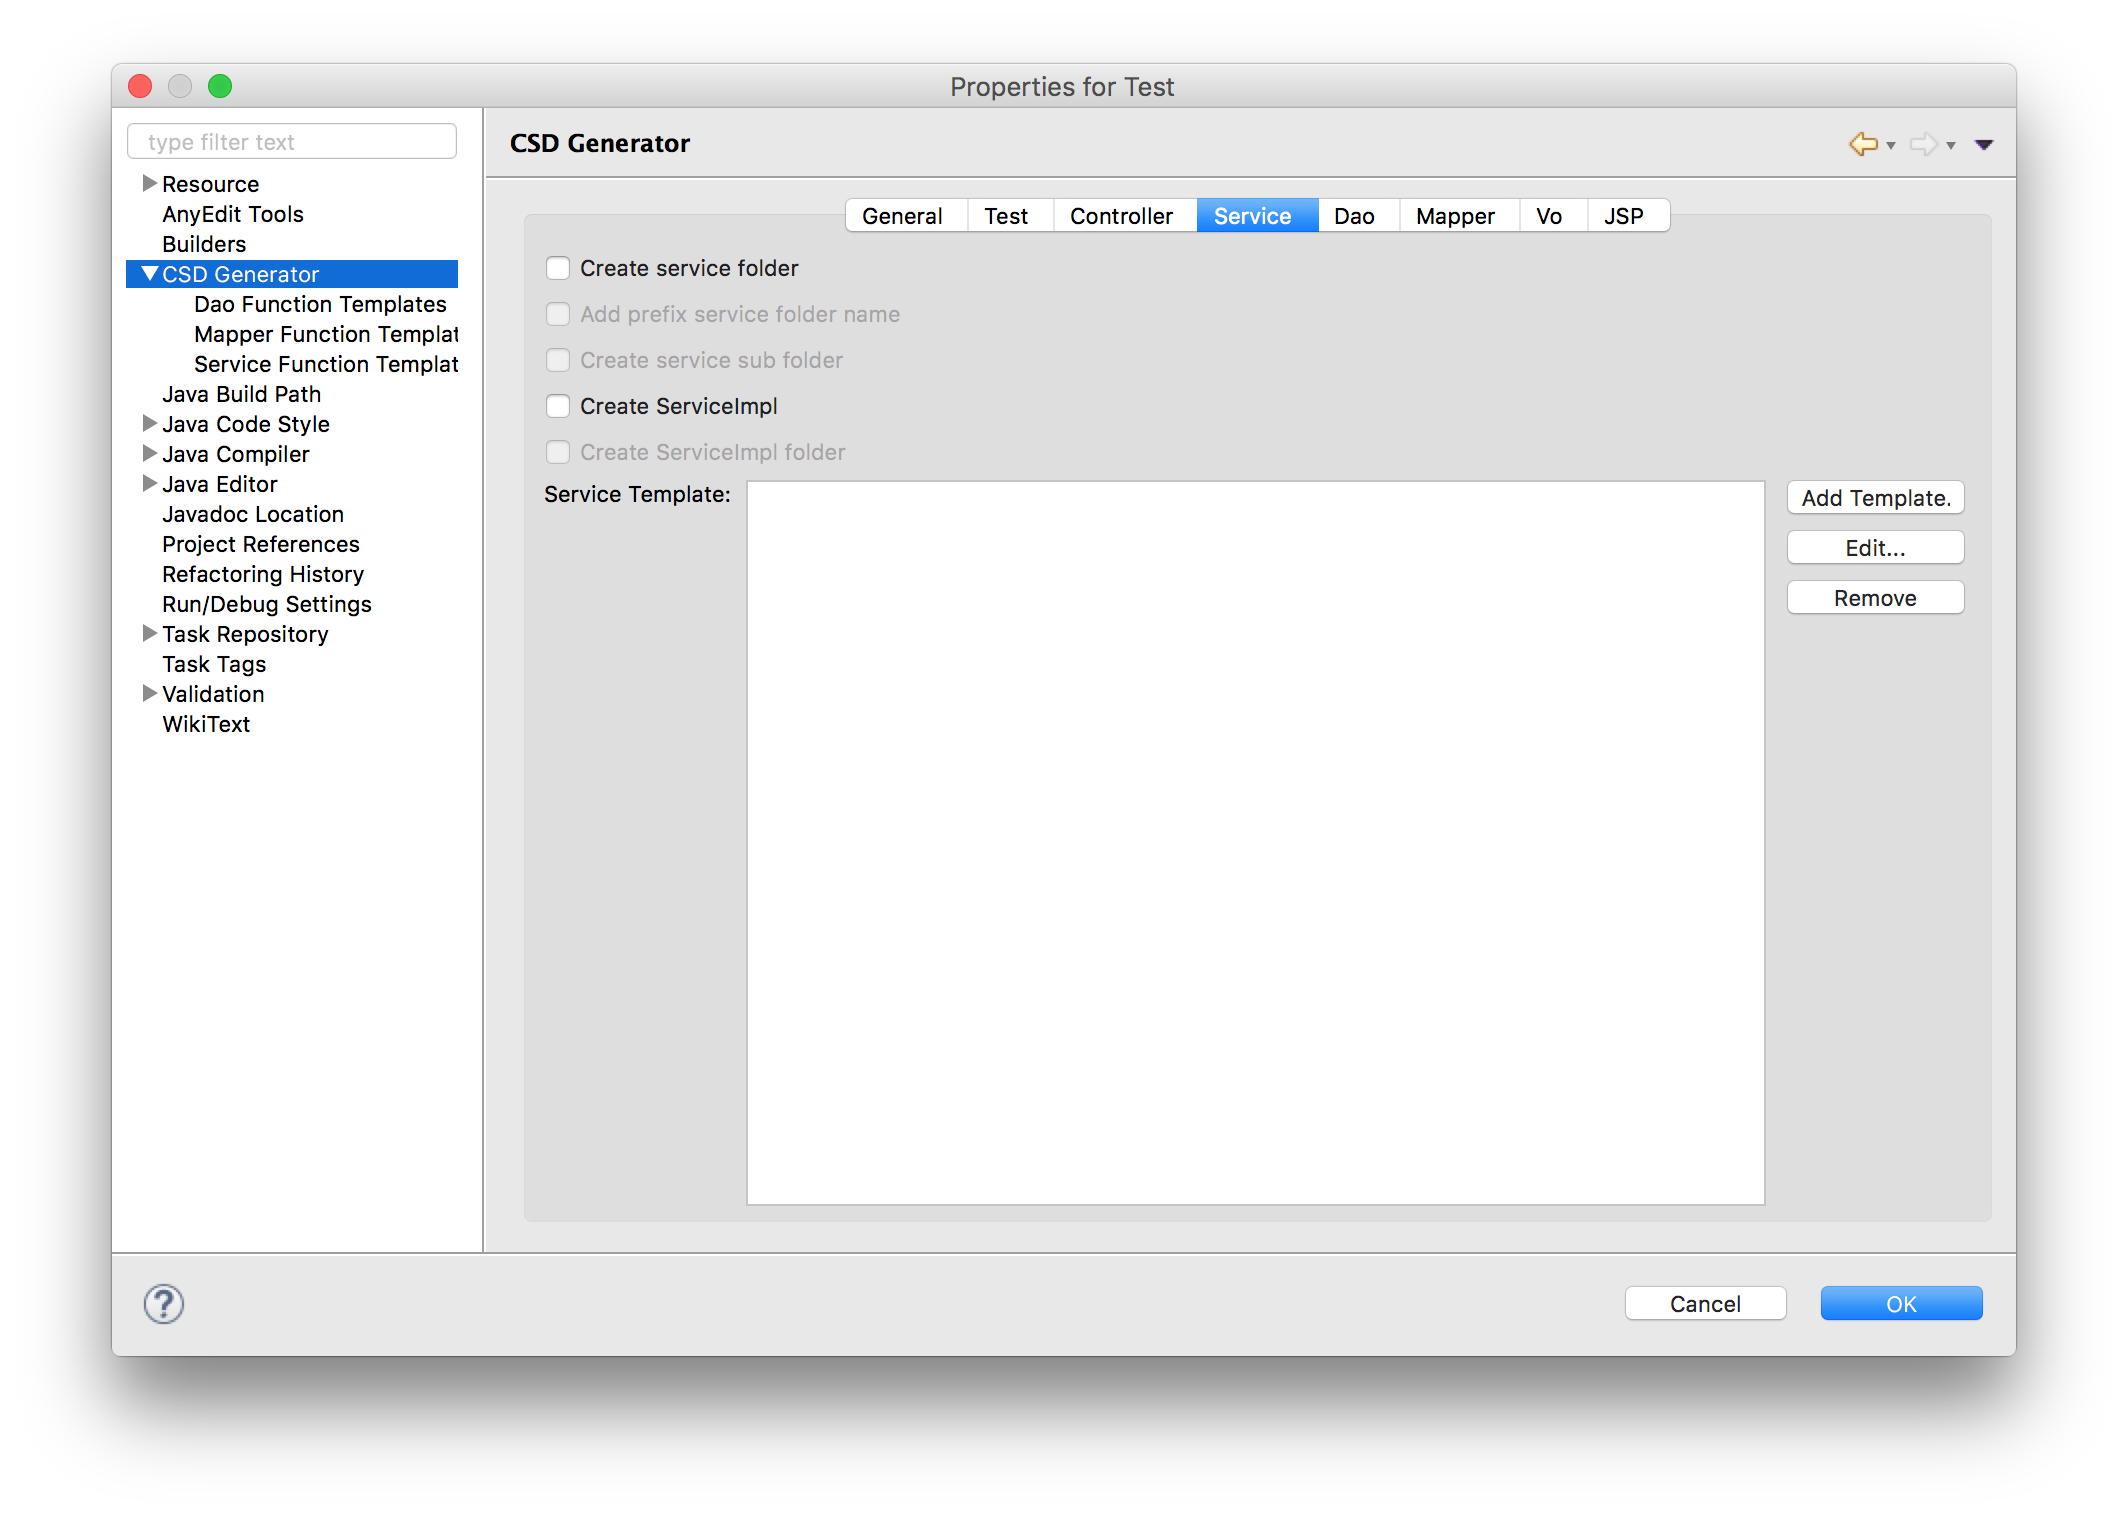 Properties for Test
type filter text
Resource
AnyEdit Tools
Builders
CSD Generator
Dao Function Templates
Mapper Function Templat
Service Function Templat
Java Build Path
Java Code Style
Java Compiler
Java Editor
Javadoc Location
Project References
Refactoring History
Run/Debug Settings
Task Repository
Task Tags
Validation
WikiText
CSD Generator
General Test Controller Service Dao Mapper Vo JSP
Create service folder
Add prefix service folder name
Create service sub folder
Create ServiceImpl
Create ServiceImpl folder
Service Template:
Add Template.
Edit...
Remove
?
Cancel OK